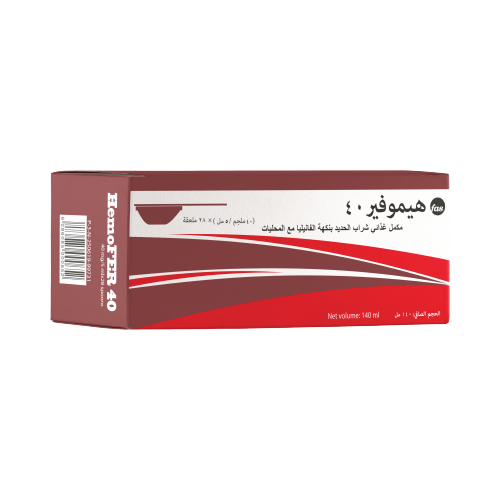 هيموفير ٤٠
fas
مكمل غذائي شراب الحديد بنكهة الفانيليا مع المحليات
(٤٠ ملجم / ٥ مل) × ٢٨ ملعقة
Net volume: 140 ml
الحجم الصافي: ١٤٠ مل
HemoFER 40